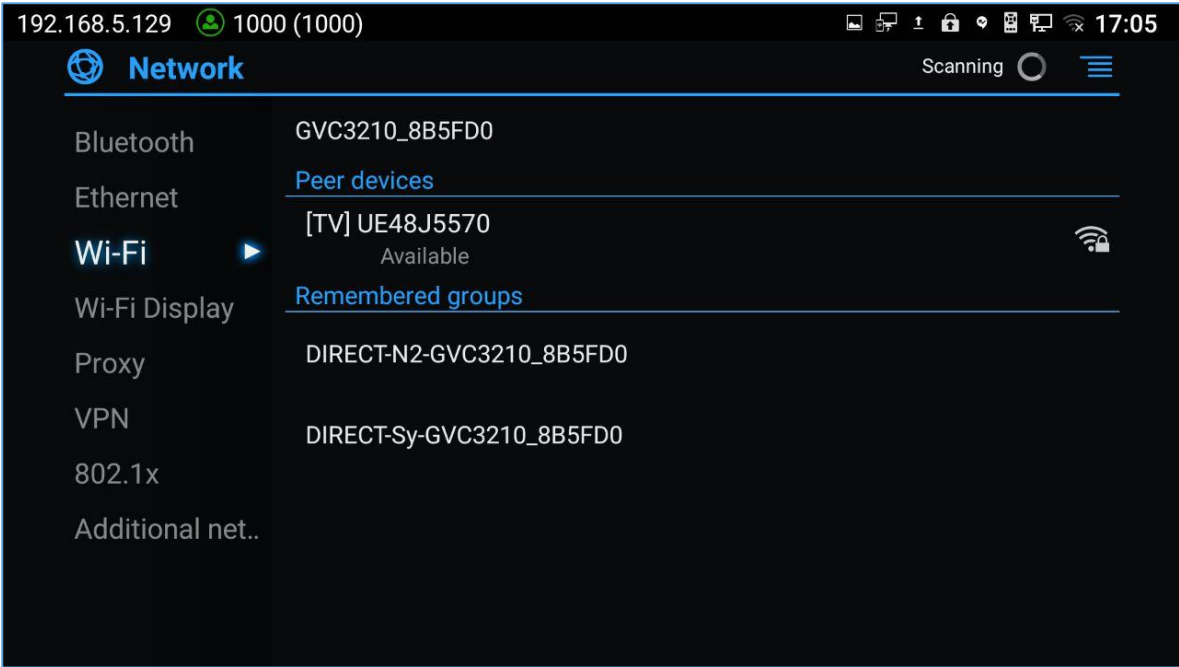 192.168.5.129 1000 (1000) 17:05
Network Scanning
Bluetooth
Ethernet
Wi-Fi
Wi-Fi Display
Proxy
VPN
802.1x
Additional net..
GVC3210_8B5FD0
Peer devices
[TV] UE48J5570
Available
Remembered groups
DIRECT-N2-GVC3210_8B5FD0
DIRECT-Sy-GVC3210_8B5FD0